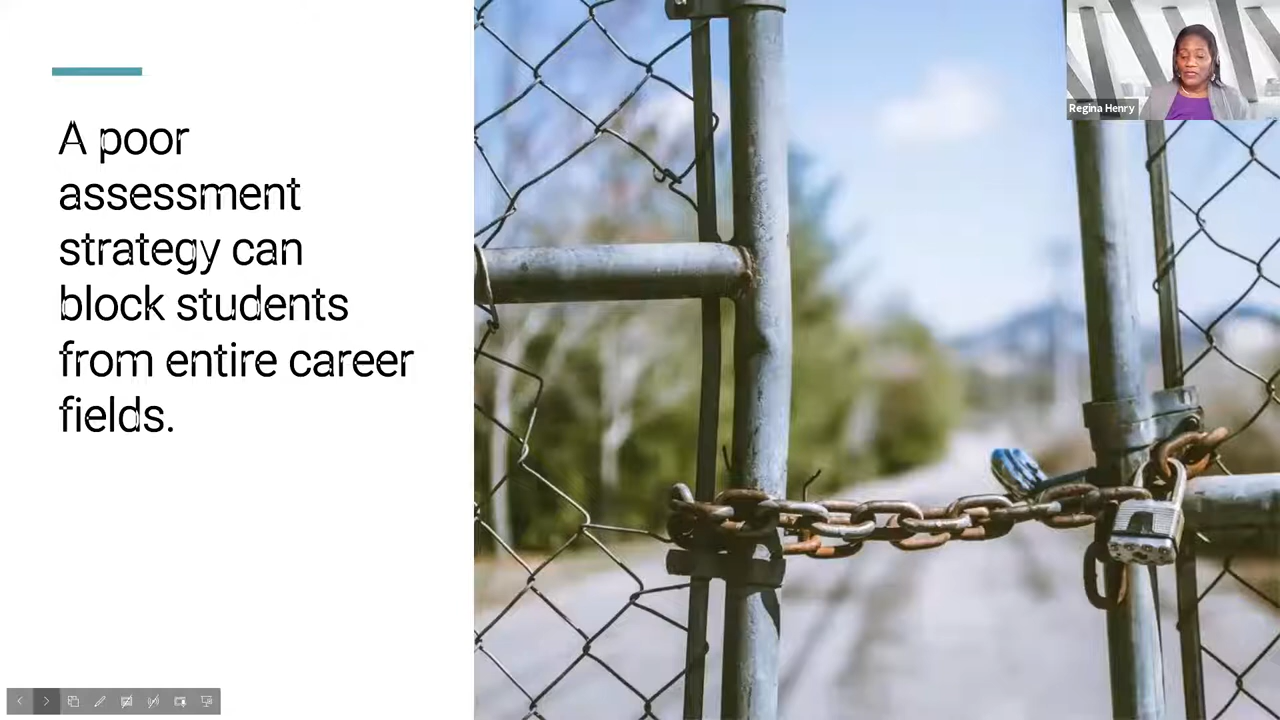 A poor
assessment
strategy can
block students
from entire career
fields.
Regina Henry